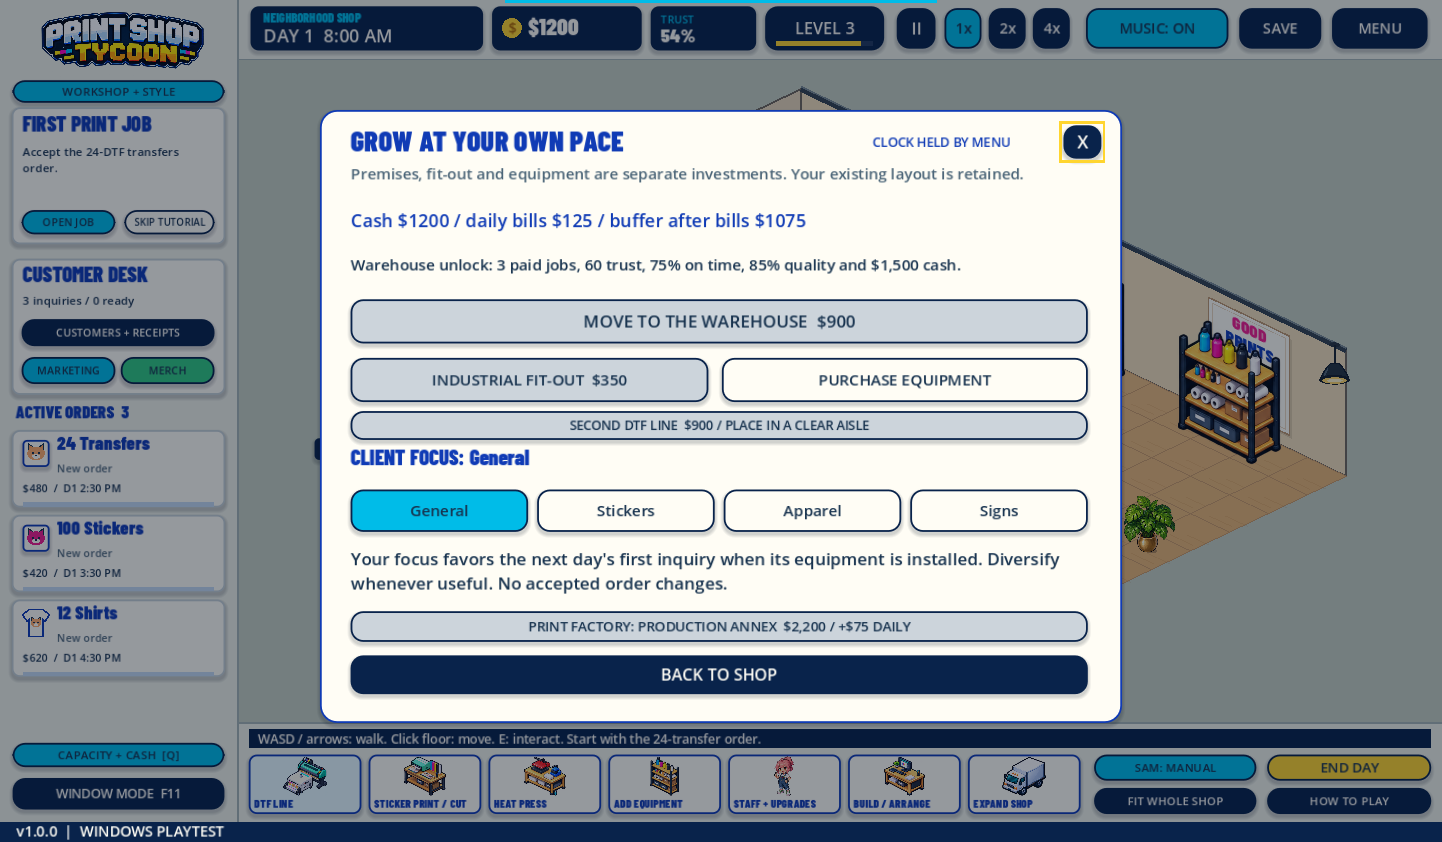 PRINT SHOP
TYCOON
NEIGHBORHOOD SHOP
DAY 1 8:00 AM
$ $1200
TRUST
54%
LEVEL 3
II
1x
2x
4x
MUSIC: ON
SAVE
MENU
WORKSHOP + STYLE
FIRST PRINT JOB
Accept the 24-DTF transfers
order.
OPEN JOB
SKIP TUTORIAL
CUSTOMER DESK
3 inquiries / 0 ready
CUSTOMERS + RECEIPTS
MARKETING
MERCH
ACTIVE ORDERS 3
24 Transfers
New order
$480 / D1 2:30 PM
100 Stickers
New order
$420 / D1 3:30 PM
12 Shirts
New order
$620 / D1 4:30 PM
CAPACITY + CASH [Q]
WINDOW MODE F11
GROW AT YOUR OWN PACE
CLOCK HELD BY MENU
X
Premises, fit-out and equipment are separate investments. Your existing layout is retained.
Cash $1200 / daily bills $125 / buffer after bills $1075
Warehouse unlock: 3 paid jobs, 60 trust, 75% on time, 85% quality and $1,500 cash.
MOVE TO THE WAREHOUSE $900
INDUSTRIAL FIT-OUT $350
PURCHASE EQUIPMENT
SECOND DTF LINE $900 / PLACE IN A CLEAR AISLE
CLIENT FOCUS: General
General
Stickers
Apparel
Signs
Your focus favors the next day's first inquiry when its equipment is installed. Diversify
whenever useful. No accepted order changes.
PRINT FACTORY: PRODUCTION ANNEX $2,200 / +$75 DAILY
BACK TO SHOP
GOOD
PRINTS
WASD / arrows: walk. Click floor: move. E: interact. Start with the 24-transfer order.
DTF LINE
STICKER PRINT / CUT
HEAT PRESS
ADD EQUIPMENT
STAFF + UPGRADES
BUILD / ARRANGE
EXPAND SHOP
SAM: MANUAL
END DAY
FIT WHOLE SHOP
HOW TO PLAY
v1.0.0 | WINDOWS PLAYTEST